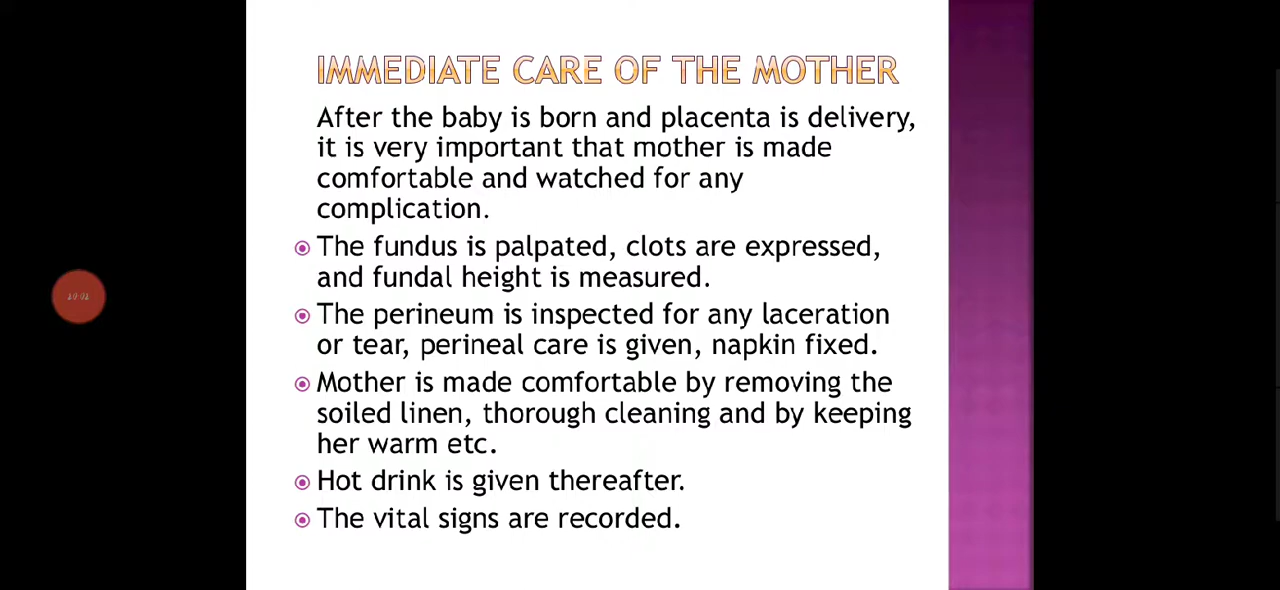 IMMEDIATE CARE OF THE MOTHER
After the baby is born and placenta is delivery,
it is very important that mother is made
comfortable and watched for any
complication.
The fundus is palpated, clots are expressed,
and fundal height is measured.
The perineum is inspected for any laceration
or tear, perineal care is given, napkin fixed.
Mother is made comfortable by removing the
soiled linen, thorough cleaning and by keeping
her warm etc.
Hot drink is given thereafter.
The vital signs are recorded.